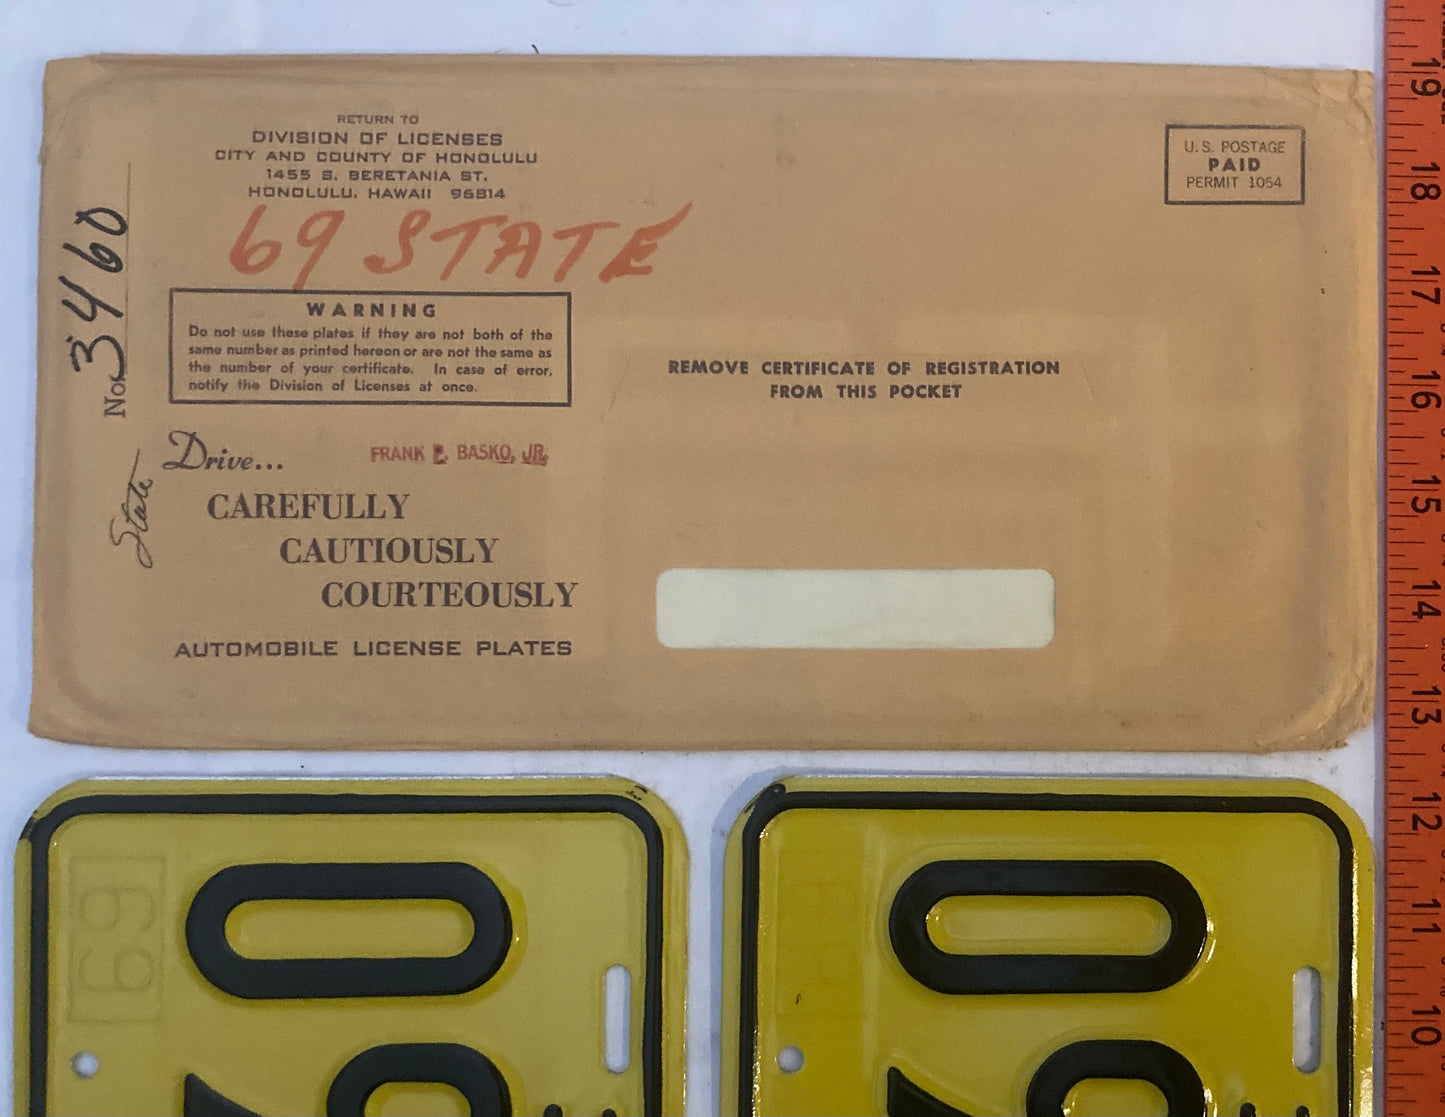 RETURN TO
DIVISION OF LICENSES
CITY AND COUNTY OF HONOLULU
1455 S. BERETANIA ST.
HONOLULU, HAWAII 96814
69 STATE
U.S. POSTAGE
PAID
PERMIT 1054
No. 3460
State
WARNING
Do not use these plates if they are not both of the
same number as printed hereon or are not the same as
the number of your certificate. In case of error,
notify the Division of Licenses at once.
REMOVE CERTIFICATE OF REGISTRATION
FROM THIS POCKET
Drive...
FRANK E. BASKO, JR.
CAREFULLY
CAUTIOUSLY
COURTEOUSLY
AUTOMOBILE LICENSE PLATES
69
0
69
0
19
18
17
16
15
14
13
12
11
10